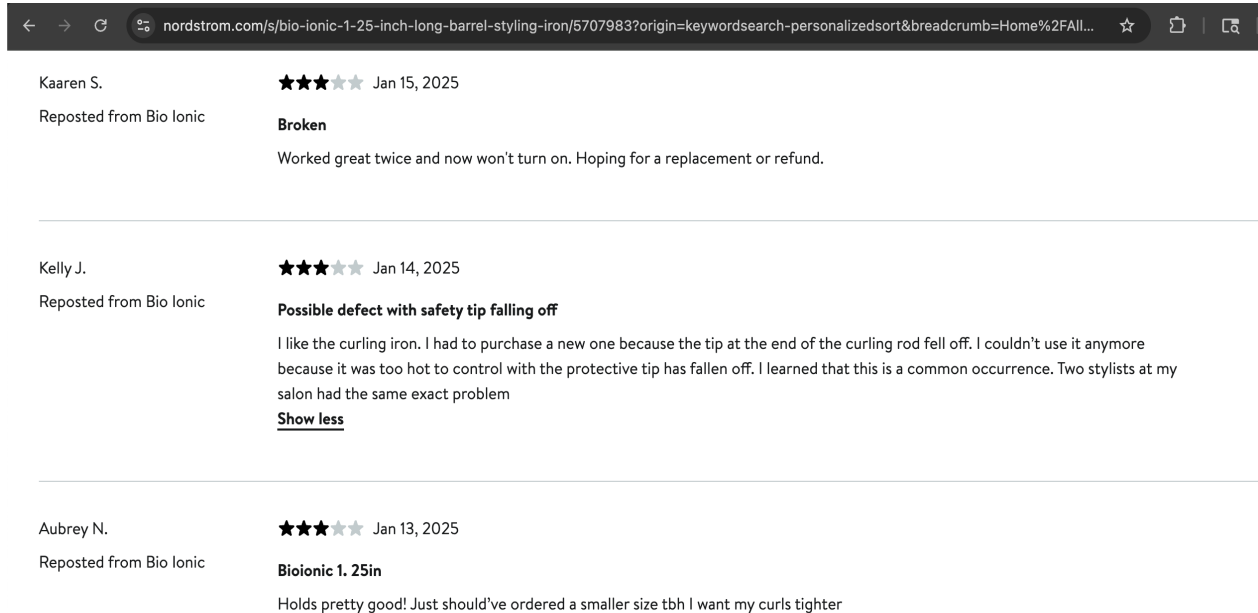 nordstrom.com/s/bio-ionic-1-25-inch-long-barrel-styling-iron/5707983?origin=keywordsearch-personalizedsort&breadcrumb=Home%2FAll...
Kaaren S.
Jan 15, 2025
Reposted from Bio Ionic
Broken
Worked great twice and now won't turn on. Hoping for a replacement or refund.
Kelly J.
Jan 14, 2025
Reposted from Bio Ionic
Possible defect with safety tip falling off
I like the curling iron. I had to purchase a new one because the tip at the end of the curling rod fell off. I couldn’t use it anymore
because it was too hot to control with the protective tip has fallen off. I learned that this is a common occurrence. Two stylists at my
salon had the same exact problem
Show less
Aubrey N.
Jan 13, 2025
Reposted from Bio Ionic
Bioionic 1. 25in
Holds pretty good! Just should’ve ordered a smaller size tbh I want my curls tighter